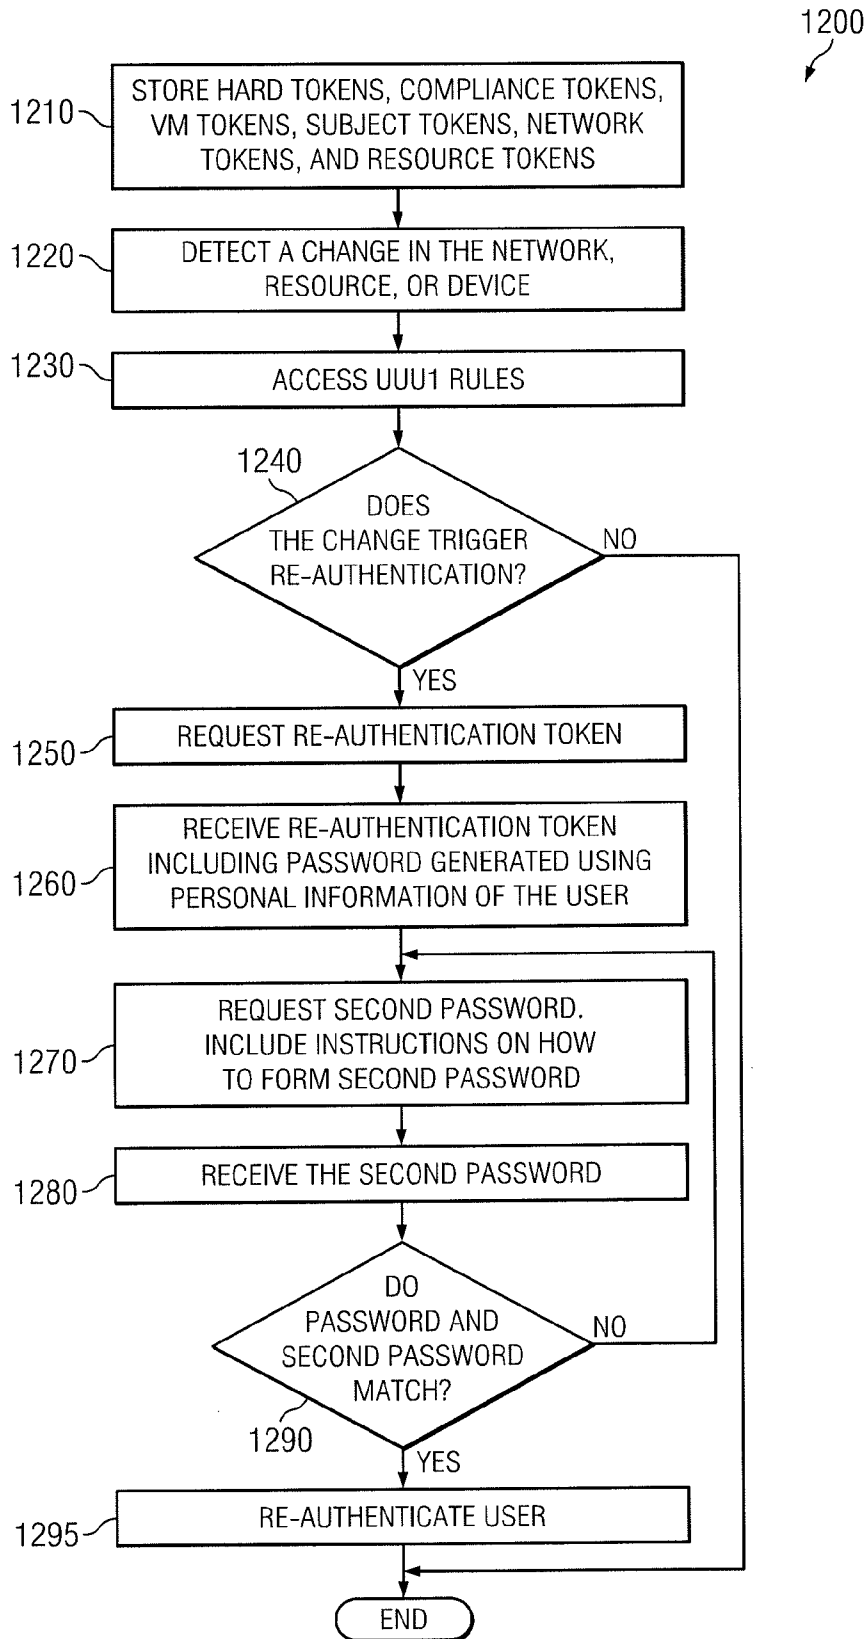 1200
1210
STORE HARD TOKENS, COMPLIANCE TOKENS,
VM TOKENS, SUBJECT TOKENS, NETWORK
TOKENS, AND RESOURCE TOKENS
1220
DETECT A CHANGE IN THE NETWORK,
RESOURCE, OR DEVICE
1230
ACCESS UUU1 RULES
1240
DOES
THE CHANGE TRIGGER
RE-AUTHENTICATION?
NO
YES
1250
REQUEST RE-AUTHENTICATION TOKEN
1260
RECEIVE RE-AUTHENTICATION TOKEN
INCLUDING PASSWORD GENERATED USING
PERSONAL INFORMATION OF THE USER
1270
REQUEST SECOND PASSWORD.
INCLUDE INSTRUCTIONS ON HOW
TO FORM SECOND PASSWORD
1280
RECEIVE THE SECOND PASSWORD
DO
PASSWORD AND
SECOND PASSWORD
MATCH?
NO
1290
YES
1295
RE-AUTHENTICATE USER
END